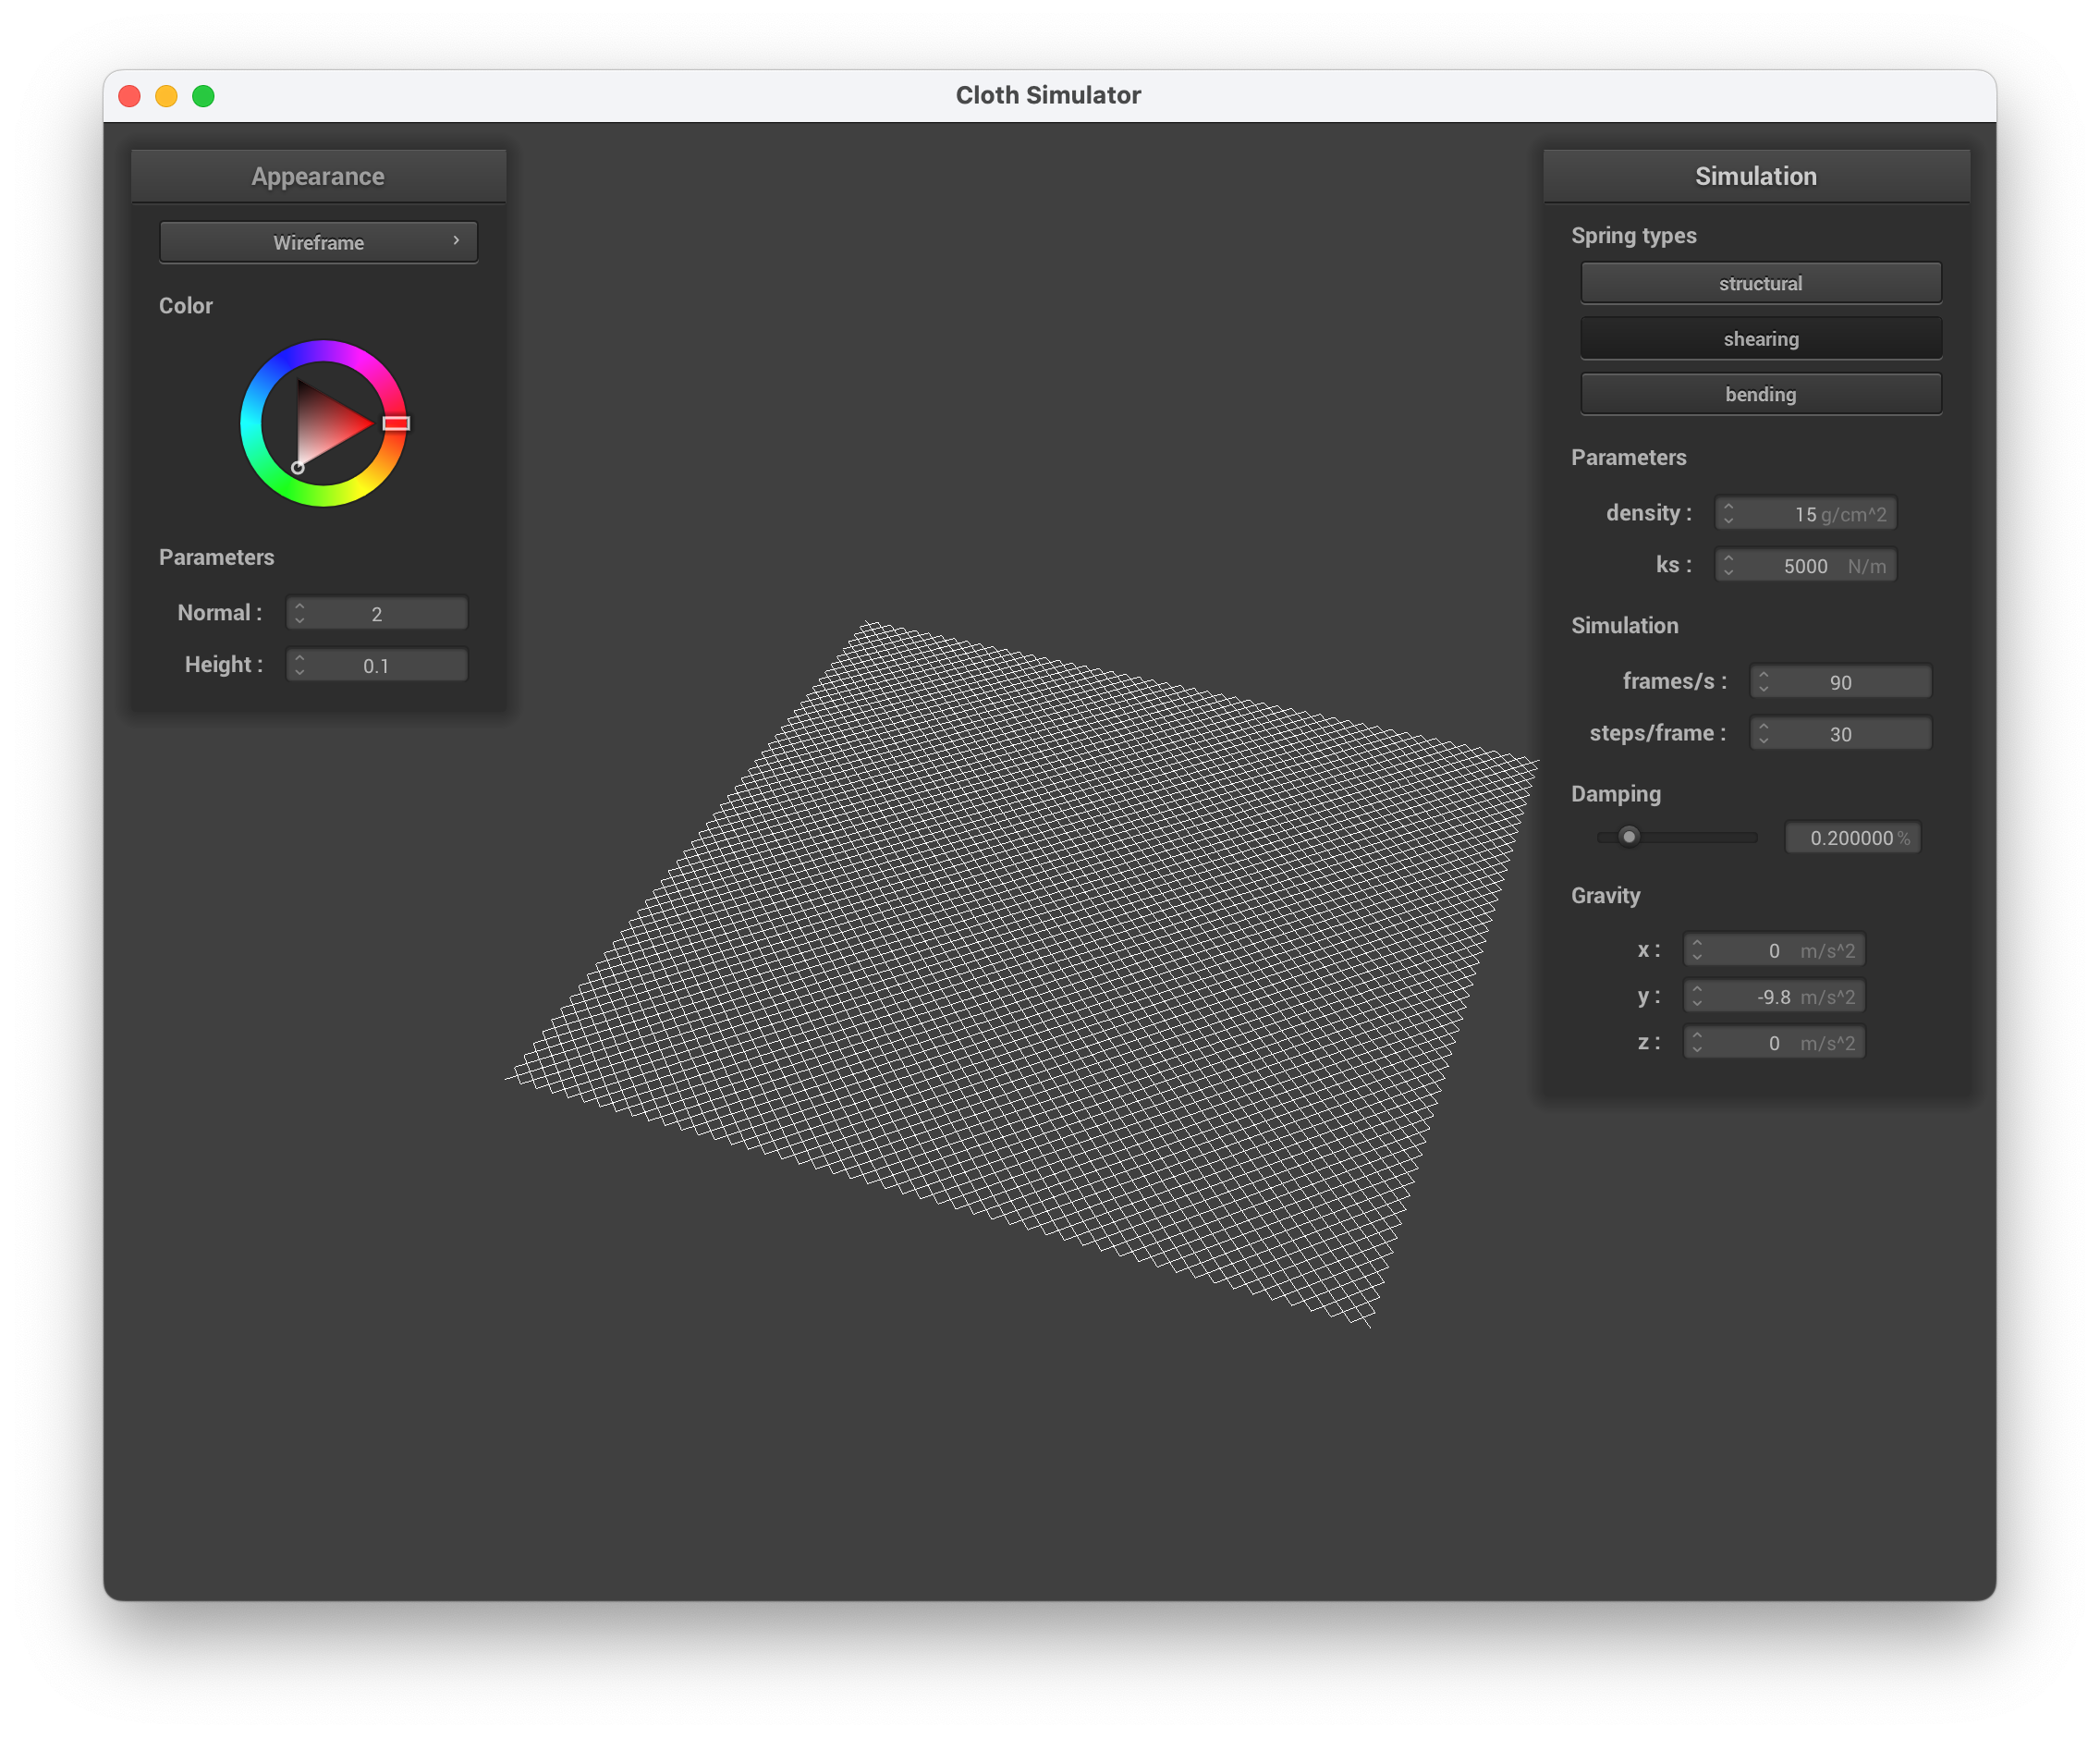 Cloth Simulator
Appearance
Wireframe
Color
Parameters
Normal : 2
Height : 0.1
Simulation
Spring types
structural
shearing
bending
Parameters
density : 15 g/cm^2
ks : 5000 N/m
Simulation
frames/s : 90
steps/frame : 30
Damping
0.200000 %
Gravity
x : 0 m/s^2
y : -9.8 m/s^2
z : 0 m/s^2